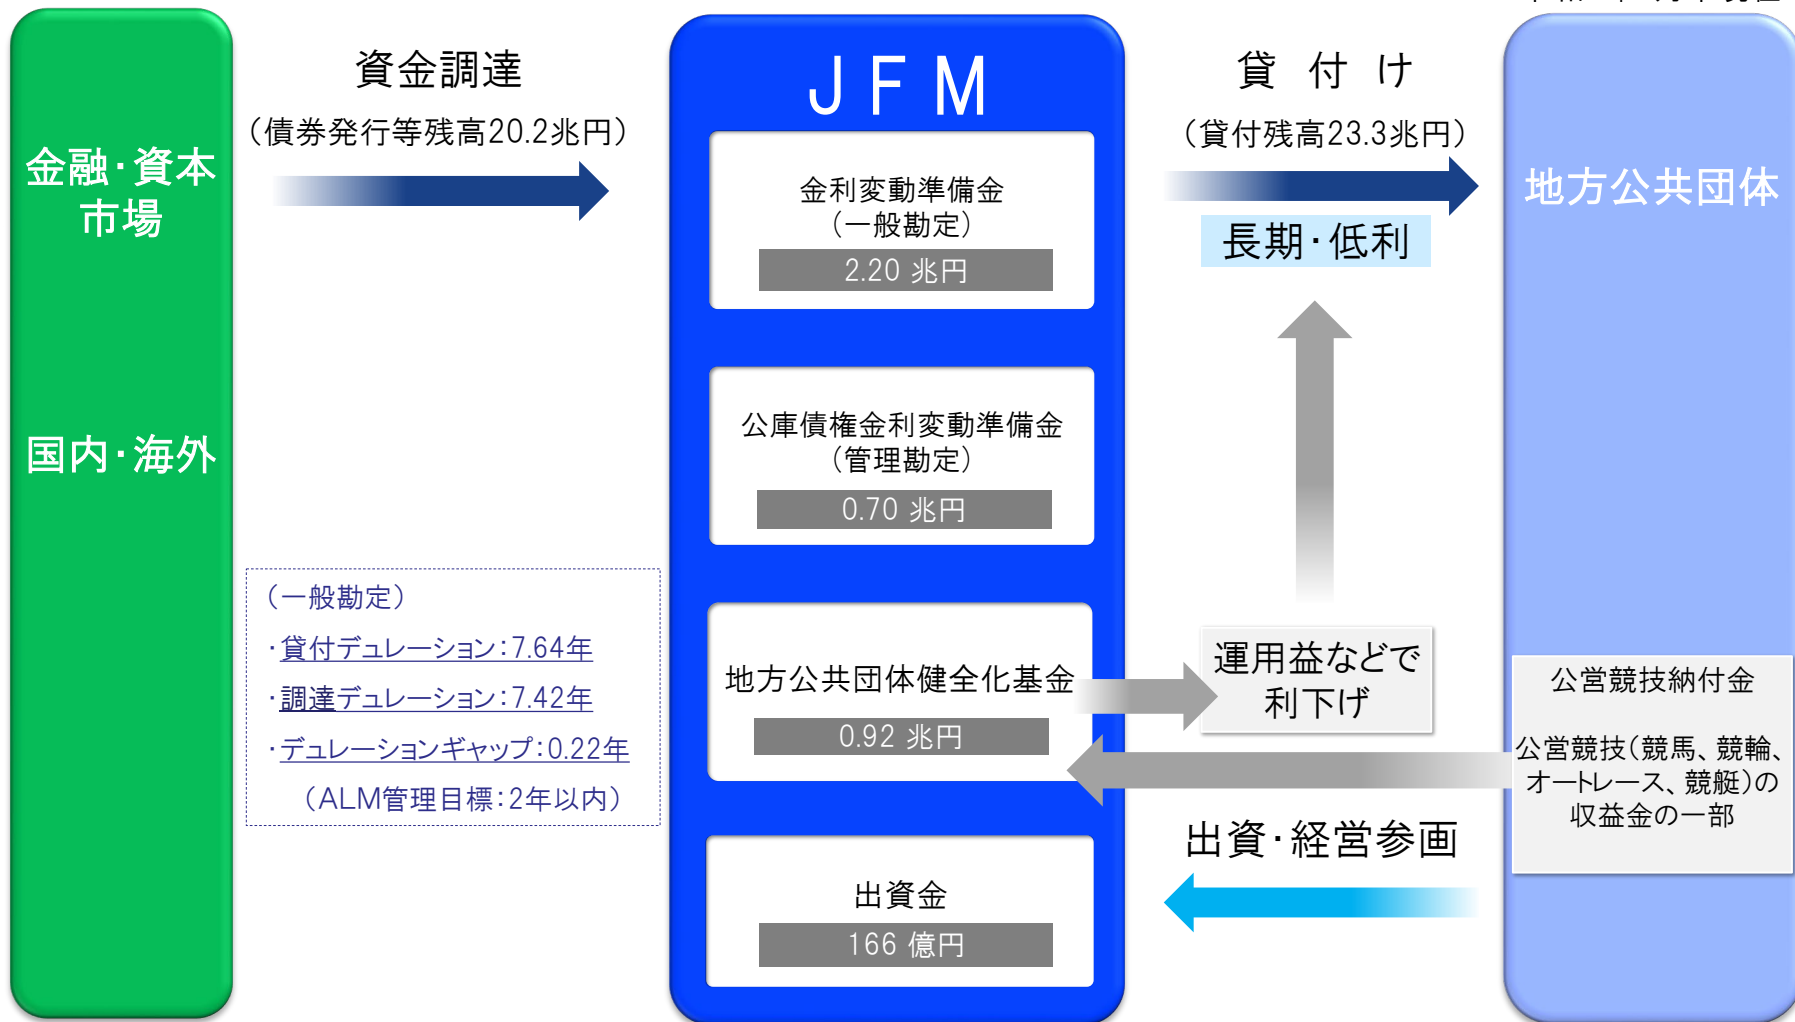 金融・資本
市場
国内・海外
資金調達
（債券発行等残高20.2兆円）
（一般勘定）
・貸付デュレーション：7.64年
・調達デュレーション：7.42年
・デュレーションギャップ：0.22年
（ALM管理目標：2年以内）
ＪＦＭ
金利変動準備金
（一般勘定）
2.20 兆円
公庫債権金利変動準備金
（管理勘定）
0.70 兆円
地方公共団体健全化基金
0.92 兆円
出資金
166 億円
貸 付 け
（貸付残高23.3兆円）
長期・低利
運用益などで
利下げ
出資・経営参画
地方公共団体
公営競技納付金
公営競技（競馬、競輪、
オートレース、競艇）の
収益金の一部